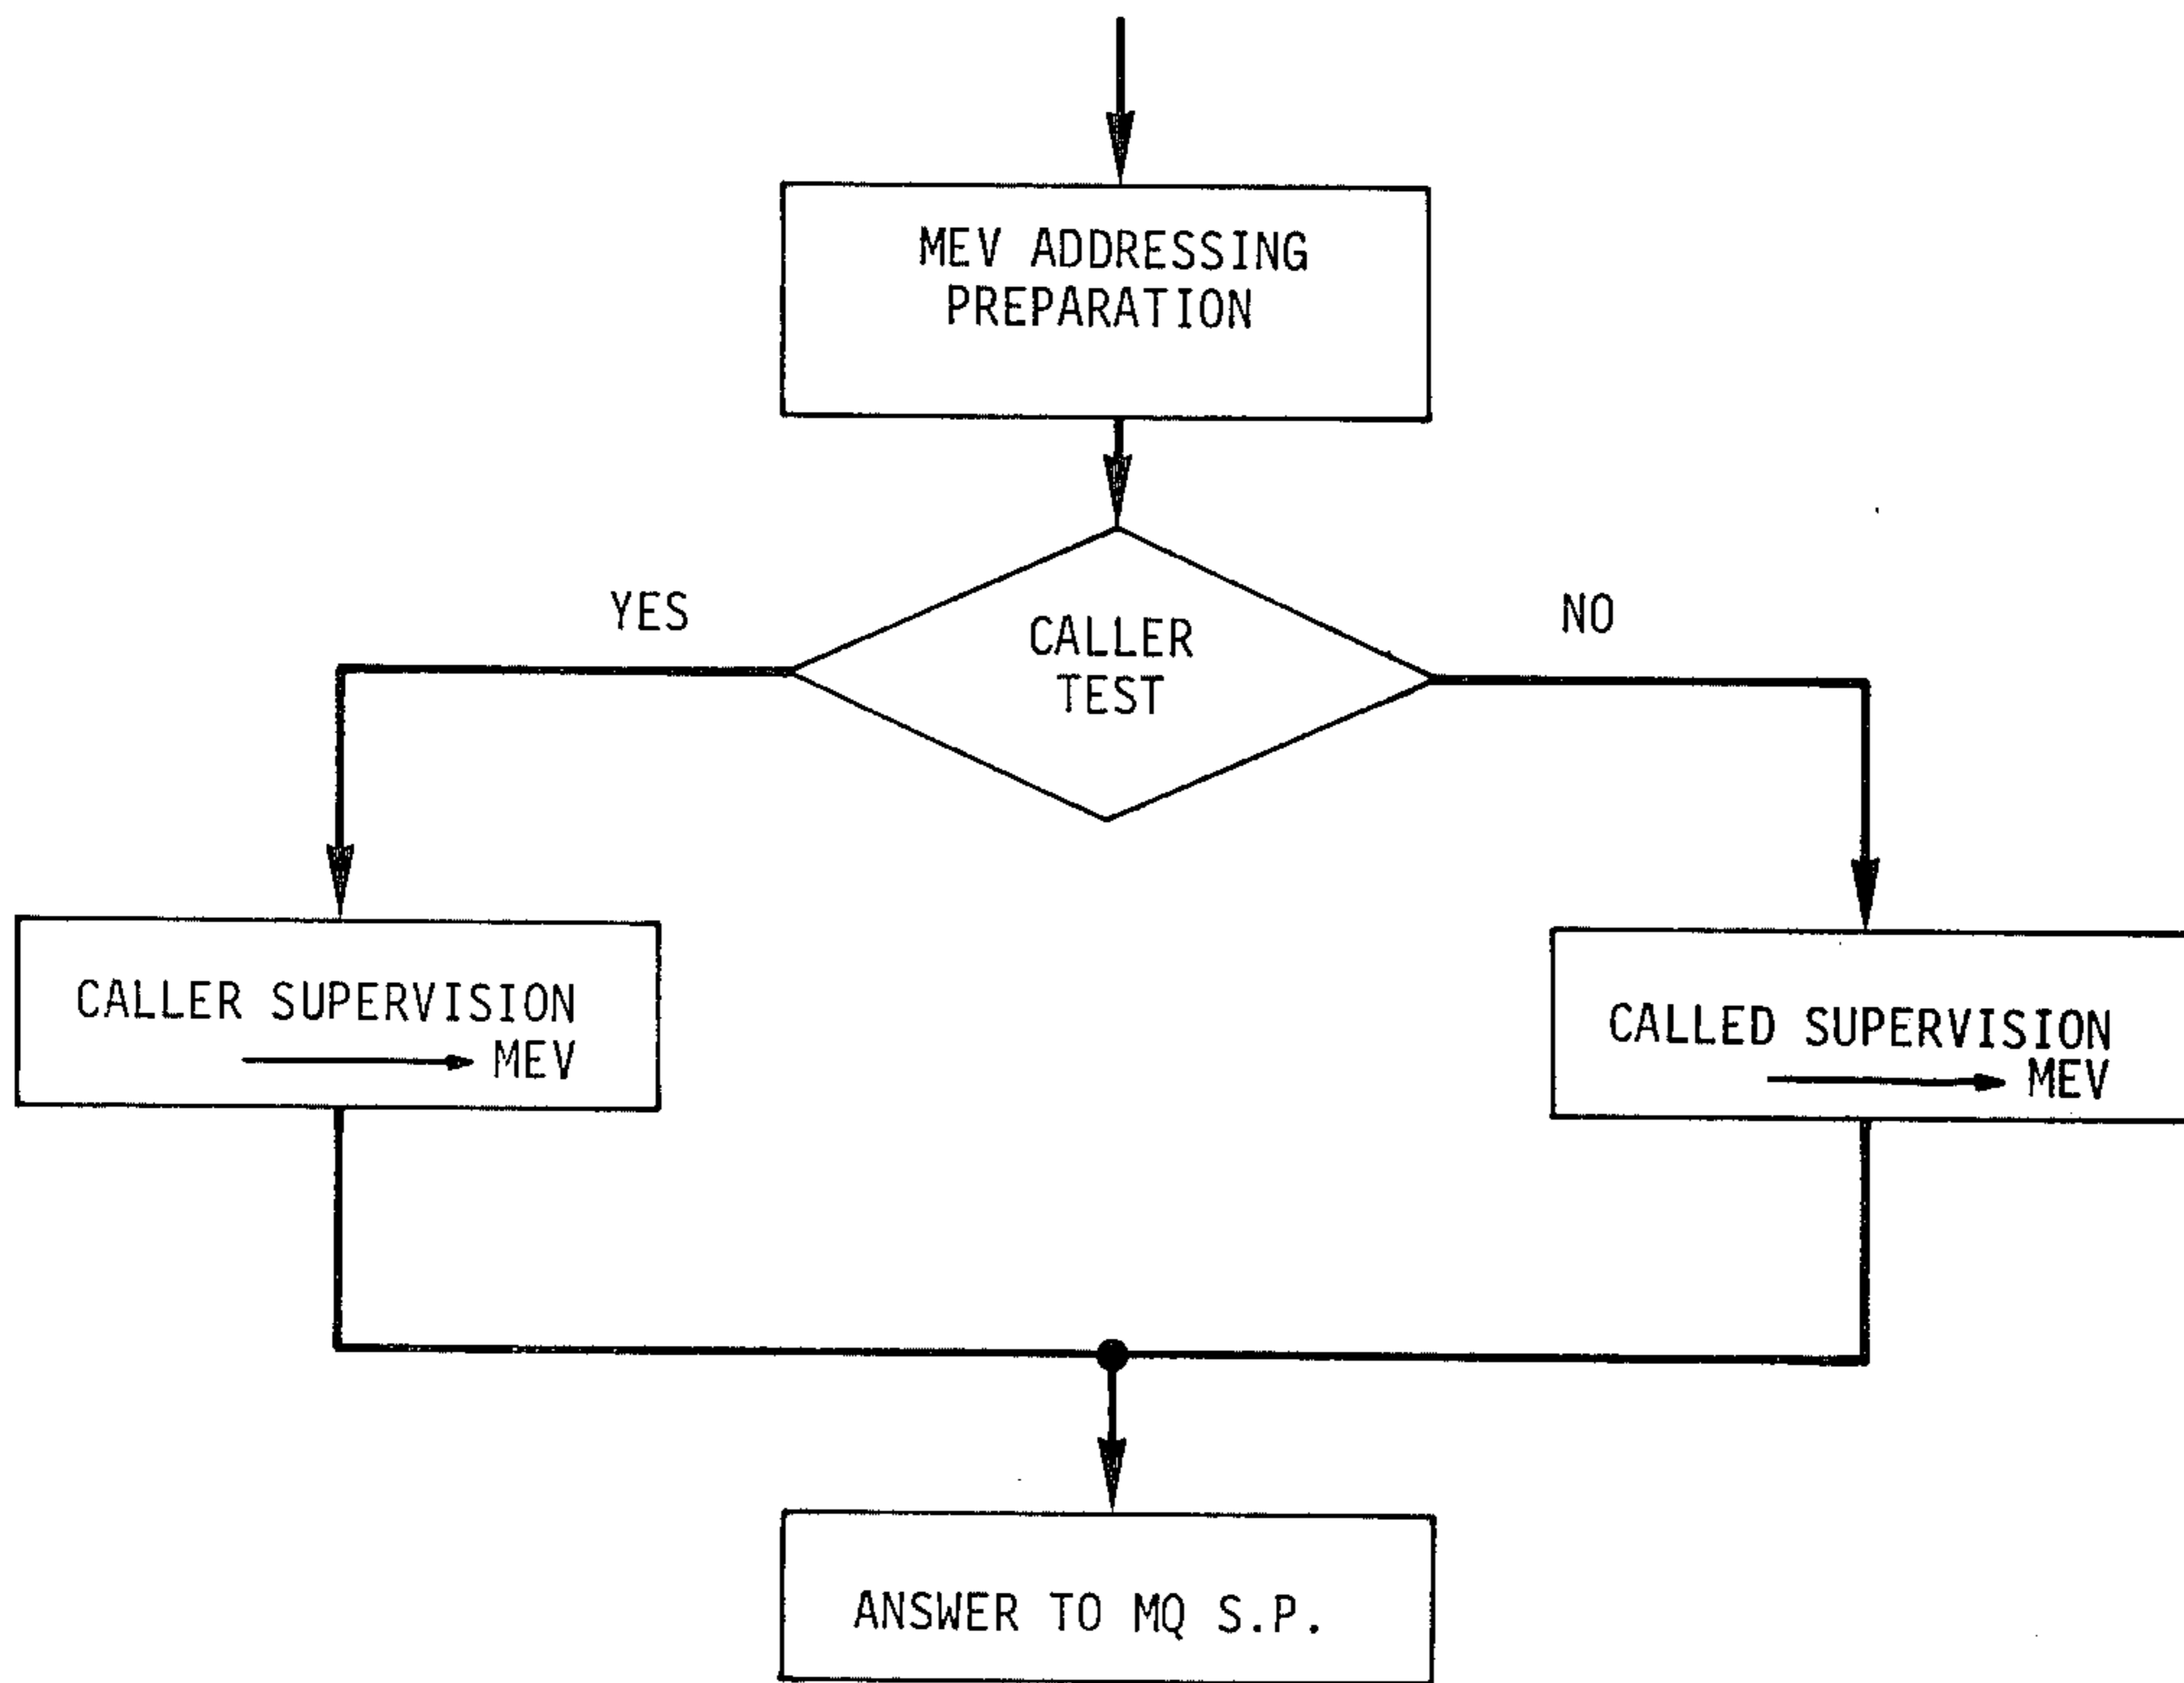 MEV ADDRESSING
PREPARATION
YES
CALLER
TEST
NO
CALLER SUPERVISION
MEV
CALLED SUPERVISION
MEV
ANSWER TO MQ S.P.